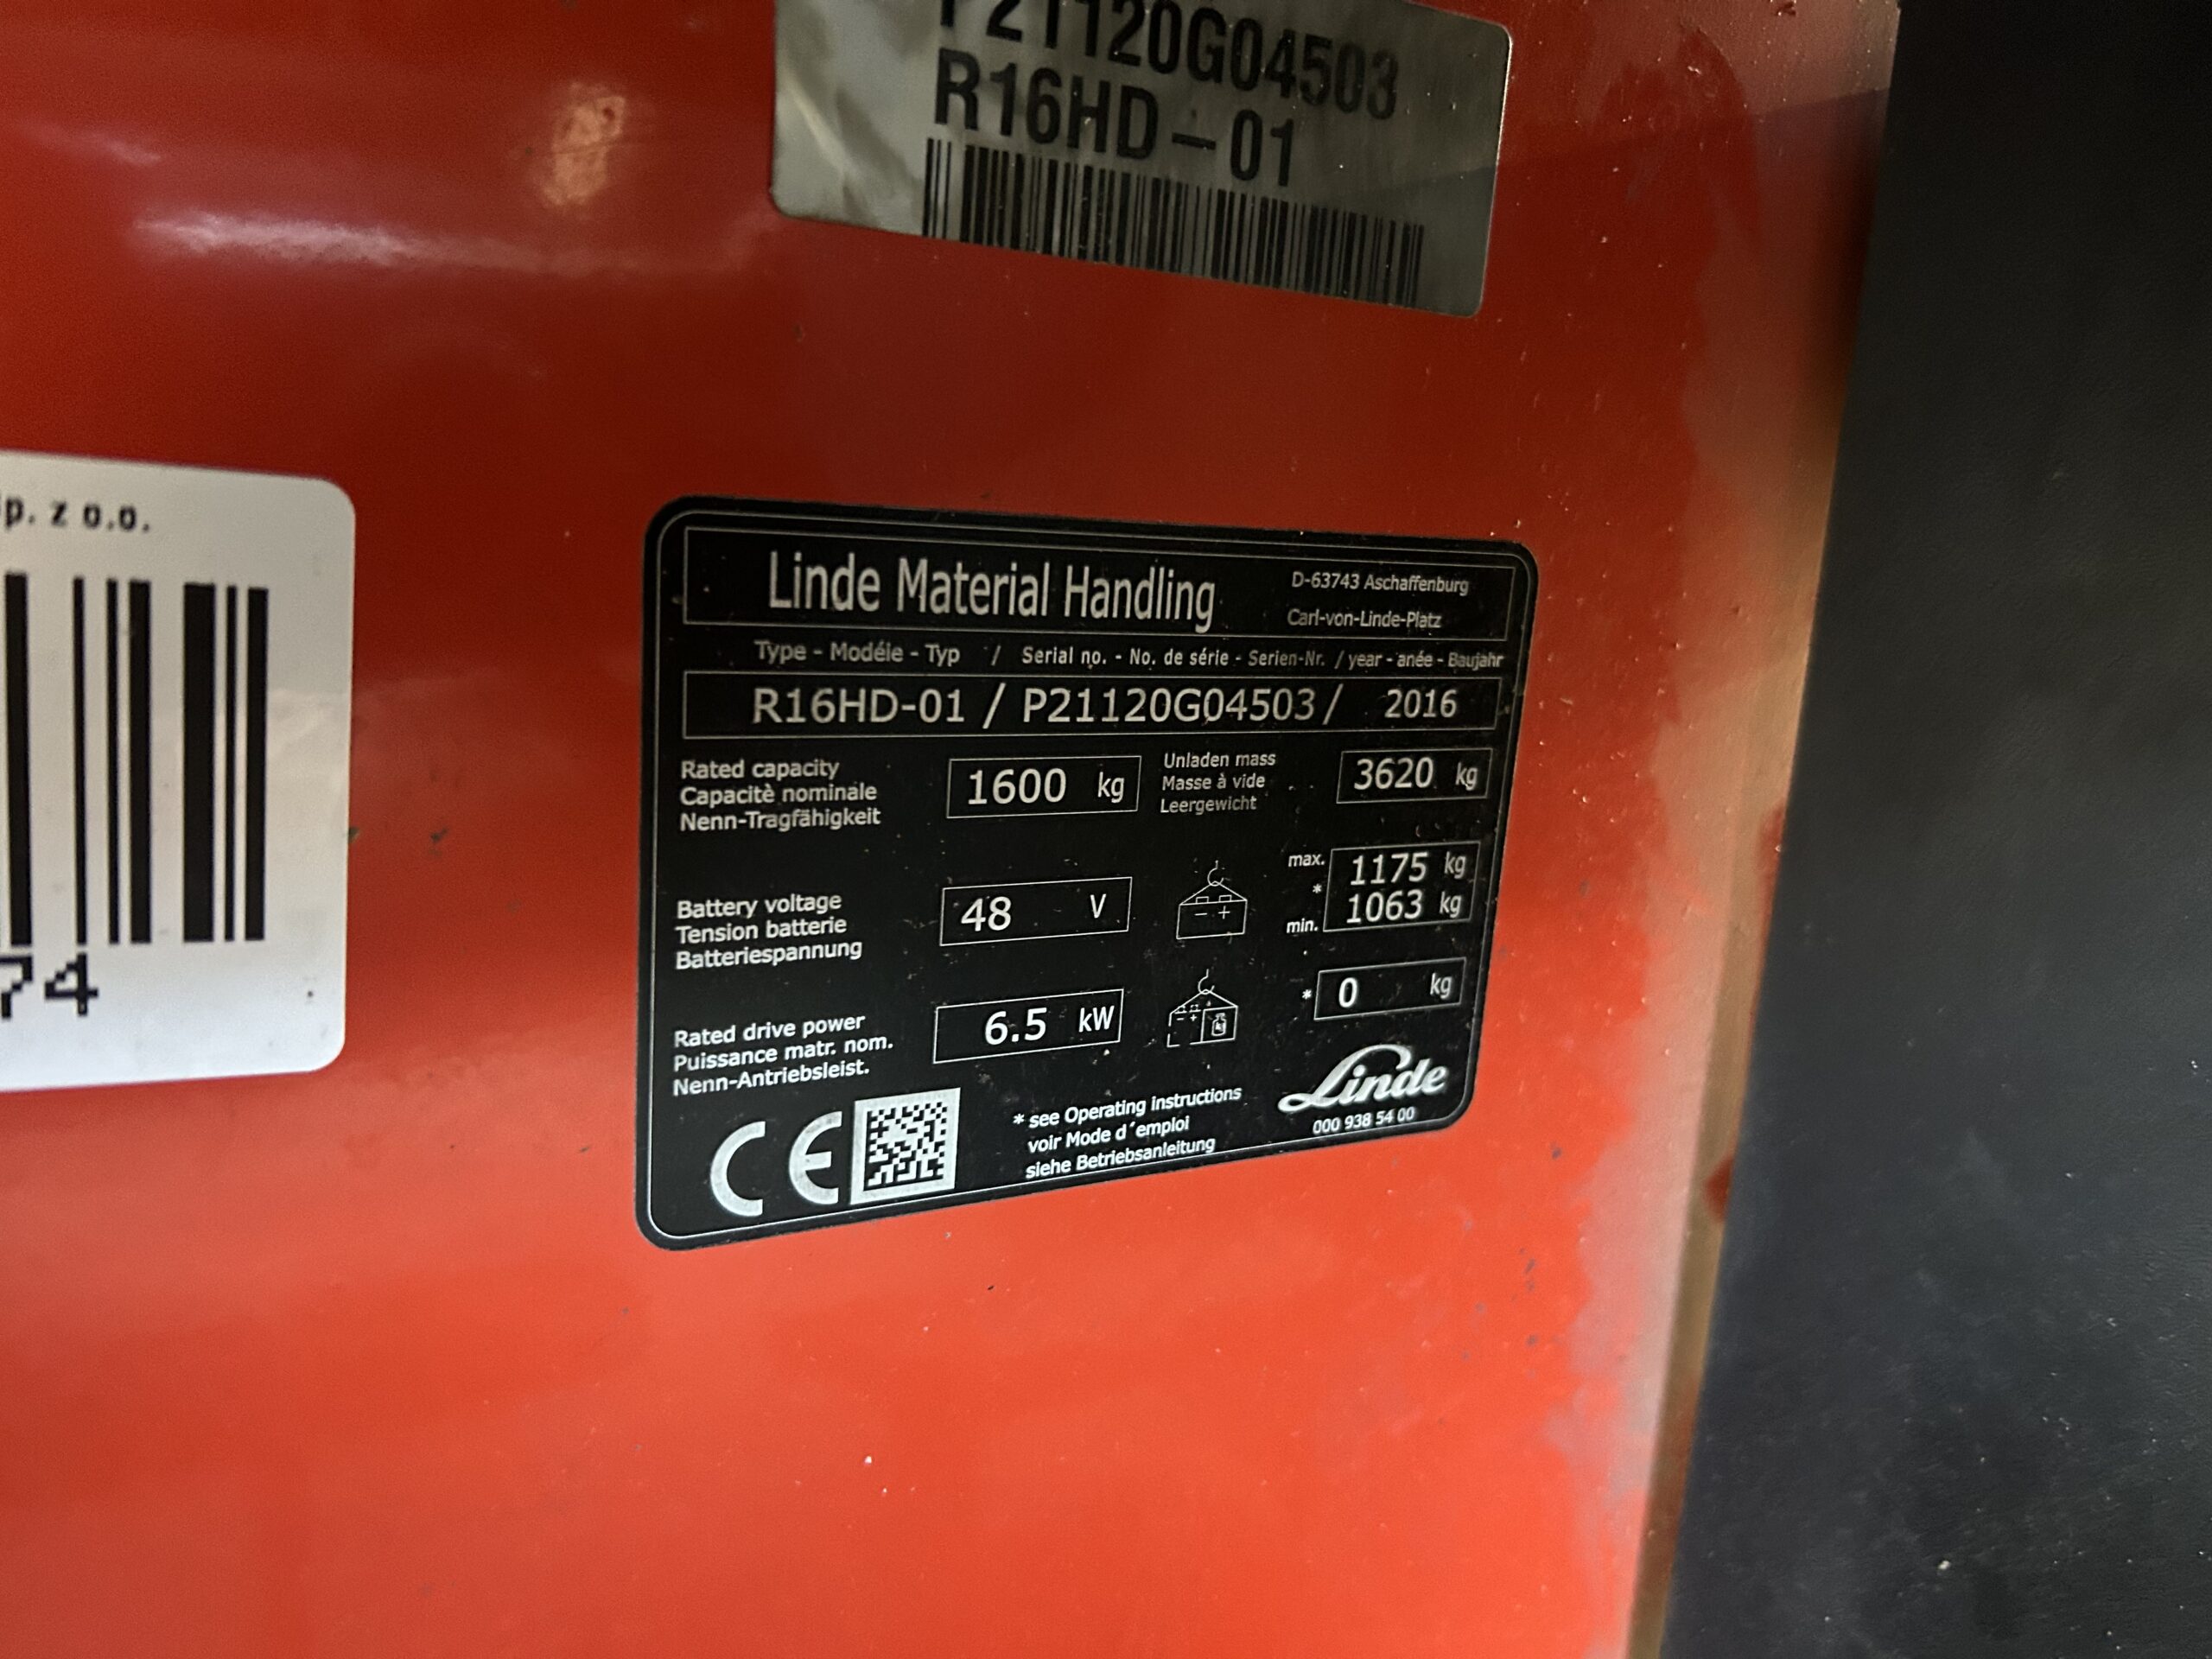 P21120G04503
R16HD-01
Sp. z o.o.
74
Linde Material Handling
D-63743 Aschaffenburg
Carl-von-Linde-Platz
Type - Modéle - Typ / Serial no. - No. de série - Serien-Nr. / year - anée - Baujahr
R16HD-01 / P21120G04503 / 2016
Rated capacity
Capacitè nominale
Nenn-Tragfähigkeit
1600 kg
Unladen mass
Masse à vide
Leergewicht
3620 kg
Battery voltage
Tension batterie
Batteriespannung
48 V
- +
max. 1175 kg
*
min. 1063 kg
Rated drive power
Puissance matr. nom.
Nenn-Antriebsleist.
6.5 kW
- +
* 0 kg
CE
* see Operating instructions
voir Mode d´emploi
siehe Betriebsanleitung
Linde
000 938 54 00